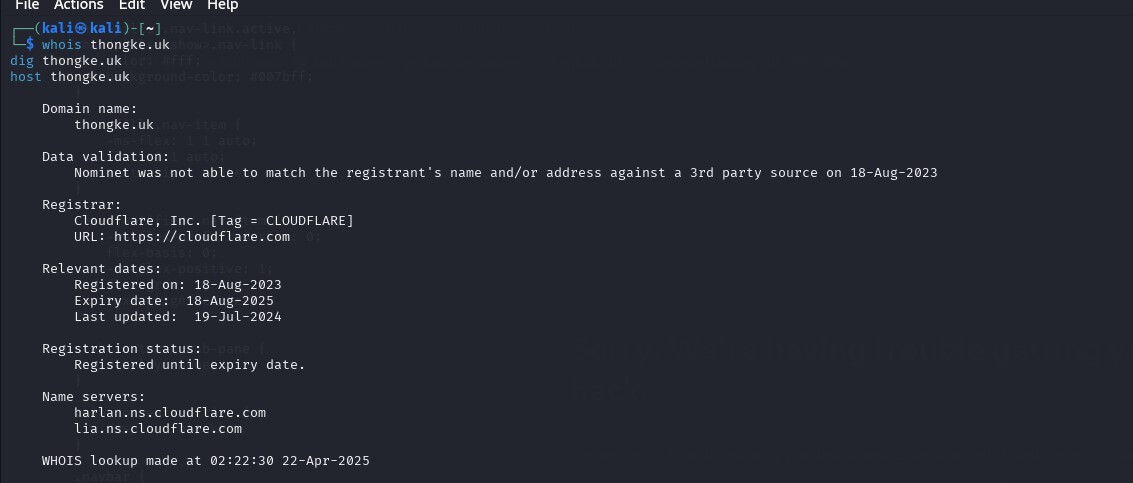 File Actions Edit View Help
┌──(kali㉿kali)-[~]
└─$ whois thongke.uk
dig thongke.uk
host thongke.uk
Domain name:
thongke.uk
Data validation:
Nominet was not able to match the registrant's name and/or address against a 3rd party source on 18-Aug-2023
Registrar:
Cloudflare, Inc. [Tag = CLOUDFLARE]
URL: https://cloudflare.com
Relevant dates:
Registered on: 18-Aug-2023
Expiry date:  18-Aug-2025
Last updated:  19-Jul-2024
Registration status:
Registered until expiry date.
Name servers:
harlan.ns.cloudflare.com
lia.ns.cloudflare.com
WHOIS lookup made at 02:22:30 22-Apr-2025